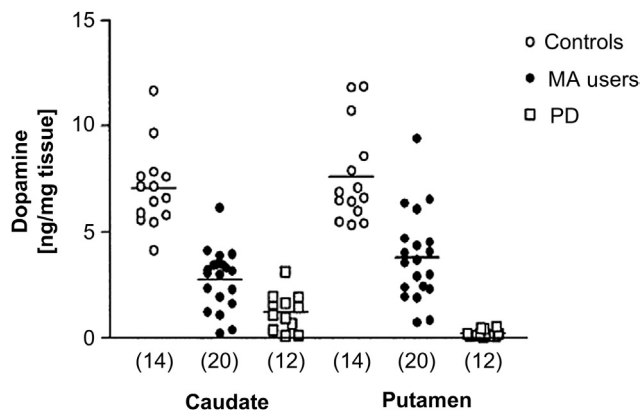 15
10
5
0
Dopamine
[ng/mg tissue]
Controls
MA users
PD
(14) (20) (12) (14) (20) (12)
Caudate Putamen